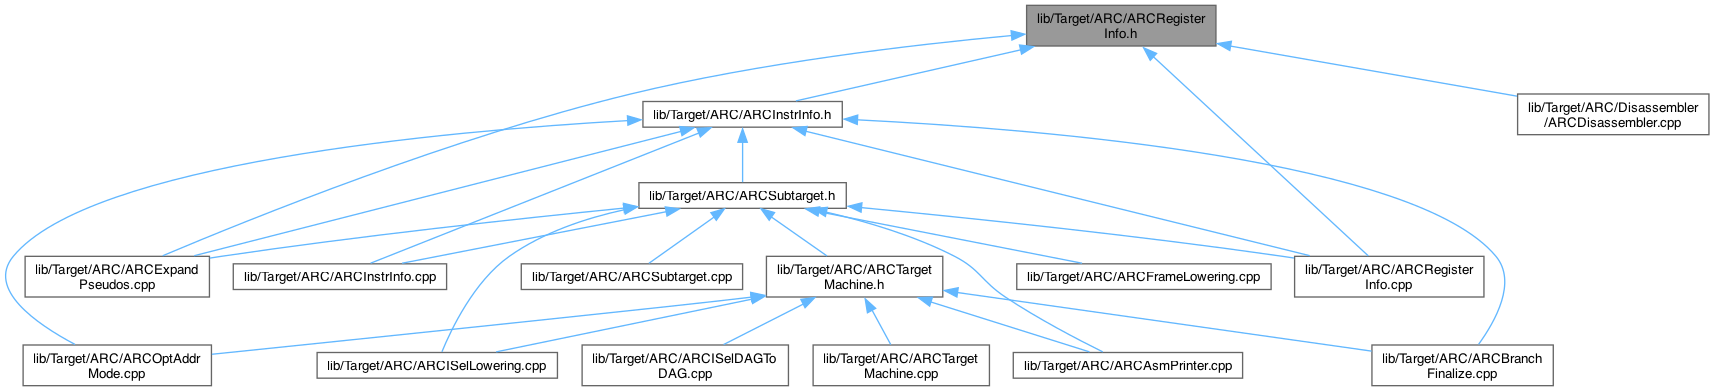 lib/Target/ARC/ARCRegister
Info.h
lib/Target/ARC/ARCInstrInfo.h
lib/Target/ARC/Disassembler
/ARCDisassembler.cpp
lib/Target/ARC/ARCSubtarget.h
lib/Target/ARC/ARCExpand
Pseudos.cpp
lib/Target/ARC/ARCInstrInfo.cpp
lib/Target/ARC/ARCSubtarget.cpp
lib/Target/ARC/ARCTarget
Machine.h
lib/Target/ARC/ARCFrameLowering.cpp
lib/Target/ARC/ARCRegister
Info.cpp
lib/Target/ARC/ARCOptAddr
Mode.cpp
lib/Target/ARC/ARCISelLowering.cpp
lib/Target/ARC/ARCISelDAGTo
DAG.cpp
lib/Target/ARC/ARCTarget
Machine.cpp
lib/Target/ARC/ARCAsmPrinter.cpp
lib/Target/ARC/ARCBranch
Finalize.cpp